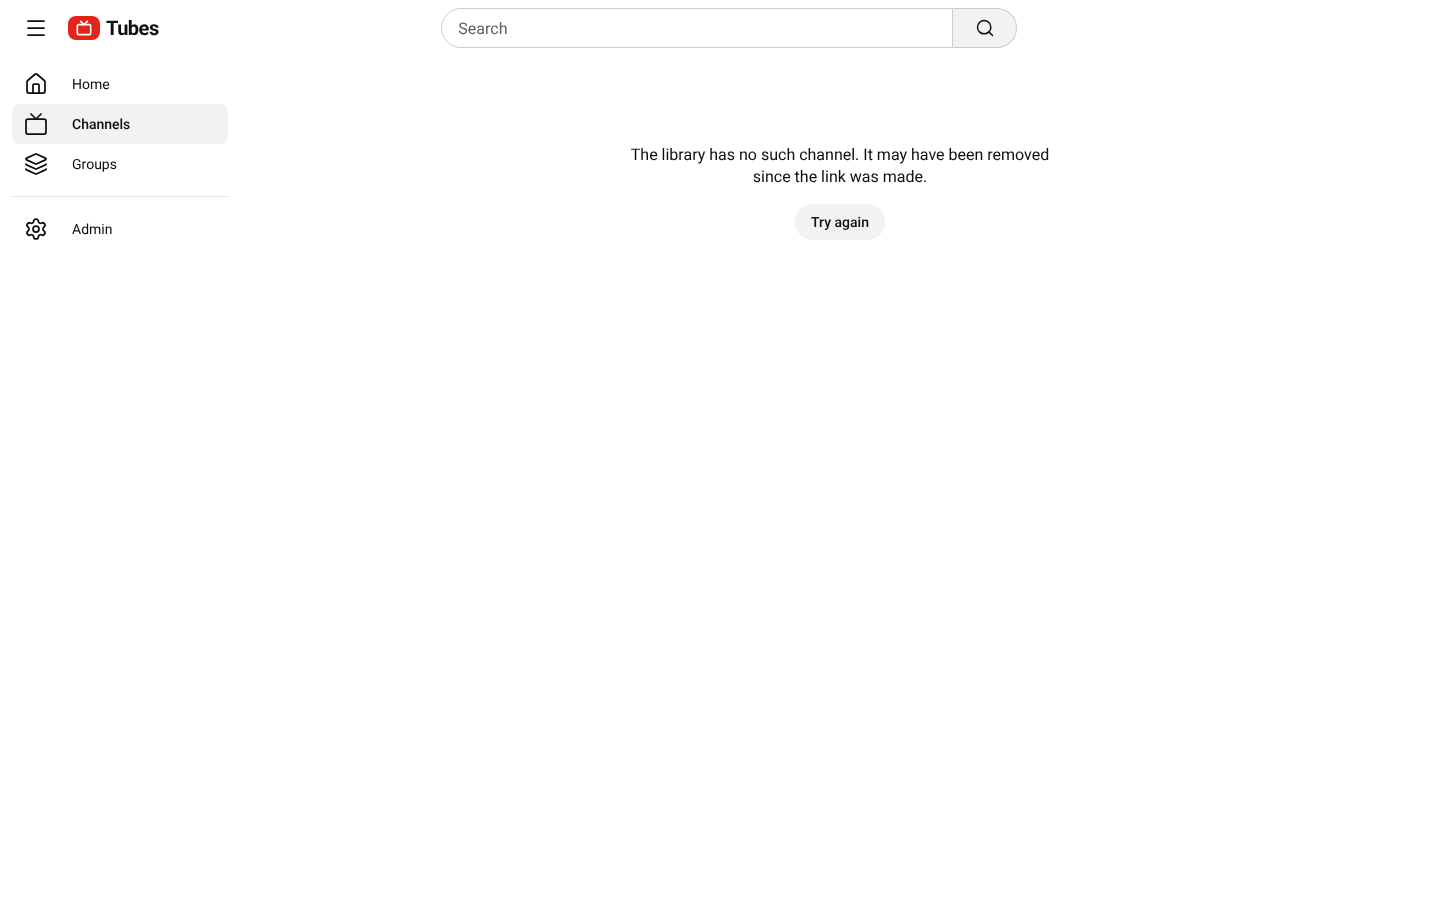 Tubes
Search
Home
Channels
Groups
Admin
The library has no such channel. It may have been removed
since the link was made.
Try again